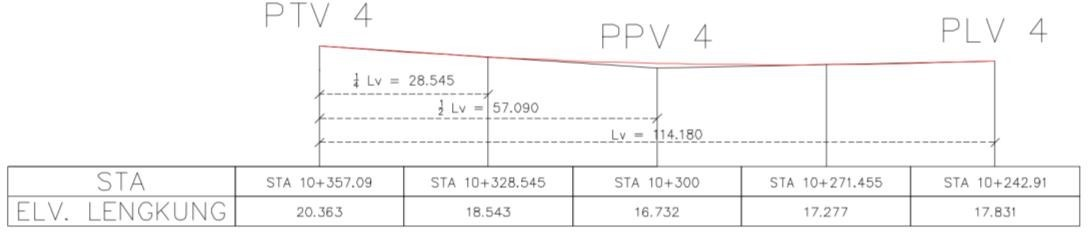 PTV 4
PPV 4
PLV 4
¼ Lv = 28.545
½ Lv = 57.090
Lv = 114.180
STA STA 10+357.09 STA 10+328.545 STA 10+300 STA 10+271.455 STA 10+242.91
ELV. LENGKUNG 20.363 18.543 16.732 17.277 17.831